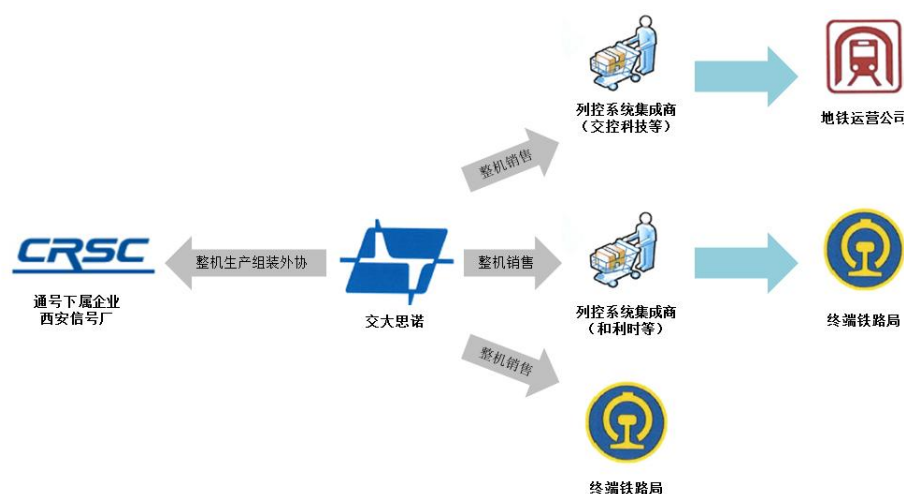 列控系统集成商
（交控科技等）
地铁运营公司
整机销售
CRSC
整机生产组装外协
整机销售
通号下属企业
西安信号厂
交大思诺
列控系统集成商
（和利时等）
终端铁路局
整机销售
终端铁路局